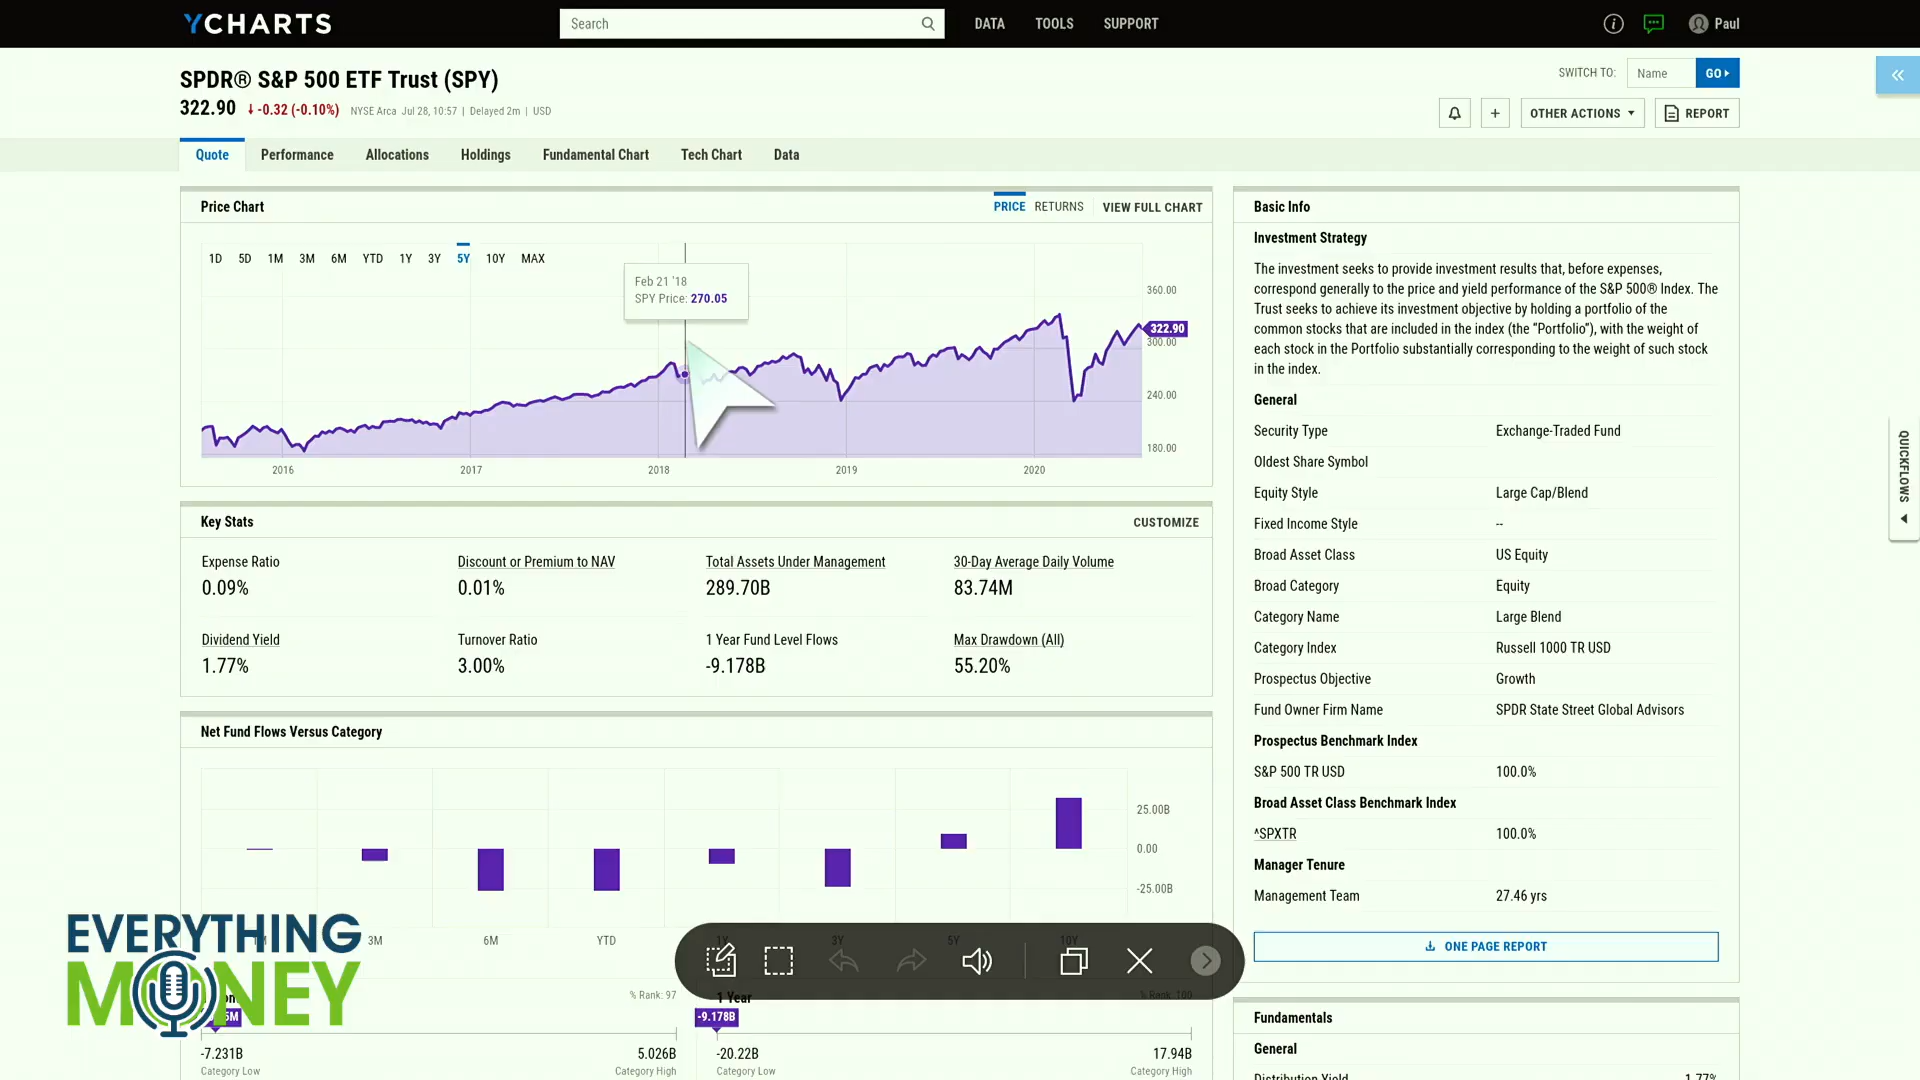 YCHARTS
Search
DATA
TOOLS
SUPPORT
Paul
SPDR® S&P 500 ETF Trust (SPY)
322.90 -0.32 (-0.10%) NYSE Arca Jul 28, 10:57 | Delayed 2m | USD
SWITCH TO: Name GO
OTHER ACTIONS
REPORT
Quote
Performance
Allocations
Holdings
Fundamental Chart
Tech Chart
Data
Price Chart
PRICE RETURNS VIEW FULL CHART
1D 5D 1M 3M 6M YTD 1Y 3Y 5Y 10Y MAX
Feb 21 '18
SPY Price: 270.05
360.00
322.90
300.00
240.00
180.00
2016 2017 2018 2019 2020
Key Stats
CUSTOMIZE
Expense Ratio
0.09%
Discount or Premium to NAV
0.01%
Total Assets Under Management
289.70B
30-Day Average Daily Volume
83.74M
Dividend Yield
1.77%
Turnover Ratio
3.00%
1 Year Fund Level Flows
-9.178B
Max Drawdown (All)
55.20%
Net Fund Flows Versus Category
25.00B
0.00
-25.00B
3M 6M YTD 1Y 3Y 5Y 10Y
% Rank: 97
1 Year
% Rank: 100
-9.178B
-7.231B
Category Low
5.026B
Category High
-20.22B
Category Low
17.94B
Category High
EVERYTHING
MONEY
Basic Info
Investment Strategy
The investment seeks to provide investment results that, before expenses,
correspond generally to the price and yield performance of the S&P 500® Index. The
Trust seeks to achieve its investment objective by holding a portfolio of the
common stocks that are included in the index (the “Portfolio”), with the weight of
each stock in the Portfolio substantially corresponding to the weight of such stock
in the index.
General
Security Type Exchange-Traded Fund
Oldest Share Symbol
Equity Style Large Cap/Blend
Fixed Income Style --
Broad Asset Class US Equity
Broad Category Equity
Category Name Large Blend
Category Index Russell 1000 TR USD
Prospectus Objective Growth
Fund Owner Firm Name SPDR State Street Global Advisors
Prospectus Benchmark Index
S&P 500 TR USD 100.0%
Broad Asset Class Benchmark Index
^SPXTR 100.0%
Manager Tenure
Management Team 27.46 yrs
ONE PAGE REPORT
Fundamentals
General
Distribution Yield 1.77%
QUICKFLOWS